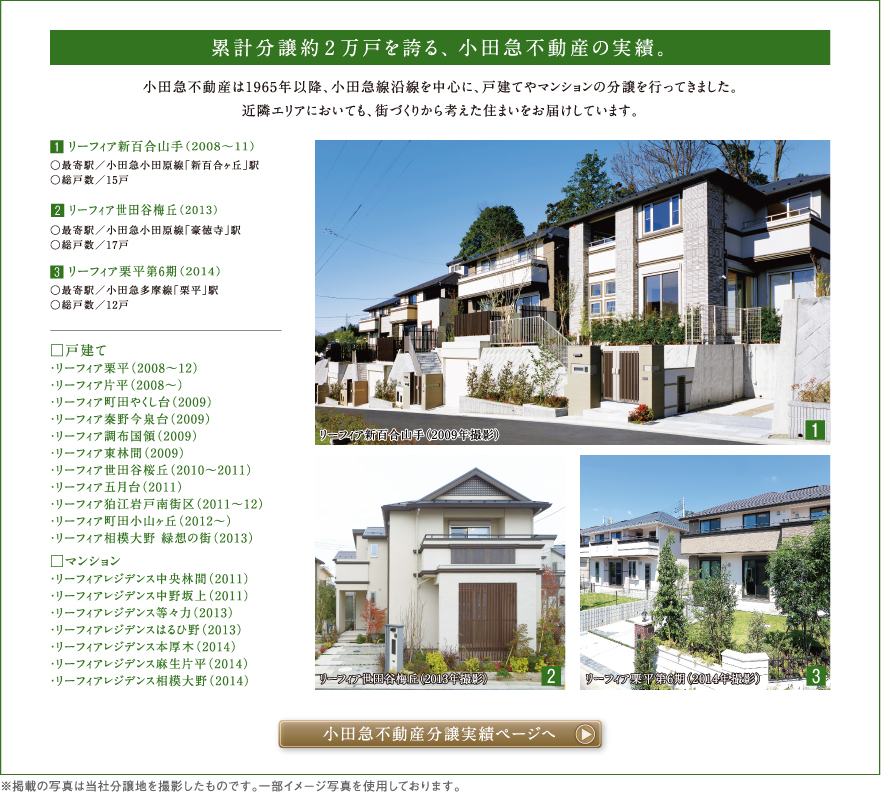 累計分譲約2万戸を誇る、小田急不動産の実績。
小田急不動産は1965年以降、小田急線沿線を中心に、戸建てやマンションの分譲を行ってきました。
近隣エリアにおいても、街づくりから考えた住まいをお届けしています。
1 リーフィア新百合山手(2008〜11)
○最寄駅/小田急小田原線「新百合ヶ丘」駅
○総戸数/15戸
2 リーフィア世田谷梅丘(2013)
○最寄駅/小田急小田原線「豪徳寺」駅
○総戸数/17戸
3 リーフィア栗平第6期(2014)
○最寄駅/小田急多摩線「栗平」駅
○総戸数/12戸
□戸建て
・リーフィア栗平(2008〜12)
・リーフィア片平(2008〜)
・リーフィア町田やくし台(2009)
・リーフィア秦野今泉台(2009)
・リーフィア調布国領(2009)
・リーフィア東林間(2009)
・リーフィア世田谷桜丘(2010〜2011)
・リーフィア五月台(2011)
・リーフィア狛江岩戸南街区(2011〜12)
・リーフィア町田小山ヶ丘(2012〜)
・リーフィア相模大野 緑想の街(2013)
□マンション
・リーフィアレジデンス中央林間(2011)
・リーフィアレジデンス中野坂上(2011)
・リーフィアレジデンス等々力(2013)
・リーフィアレジデンスはるひ野(2013)
・リーフィアレジデンス本厚木(2014)
・リーフィアレジデンス麻生片平(2014)
・リーフィアレジデンス相模大野(2014)
リーフィア新百合山手(2009年撮影)
1
リーフィア世田谷梅丘(2013年撮影)
2
リーフィア栗平第6期(2014年撮影)
3
小田急不動産分譲実績ページへ
※掲載の写真は当社分譲地を撮影したものです。一部イメージ写真を使用しております。